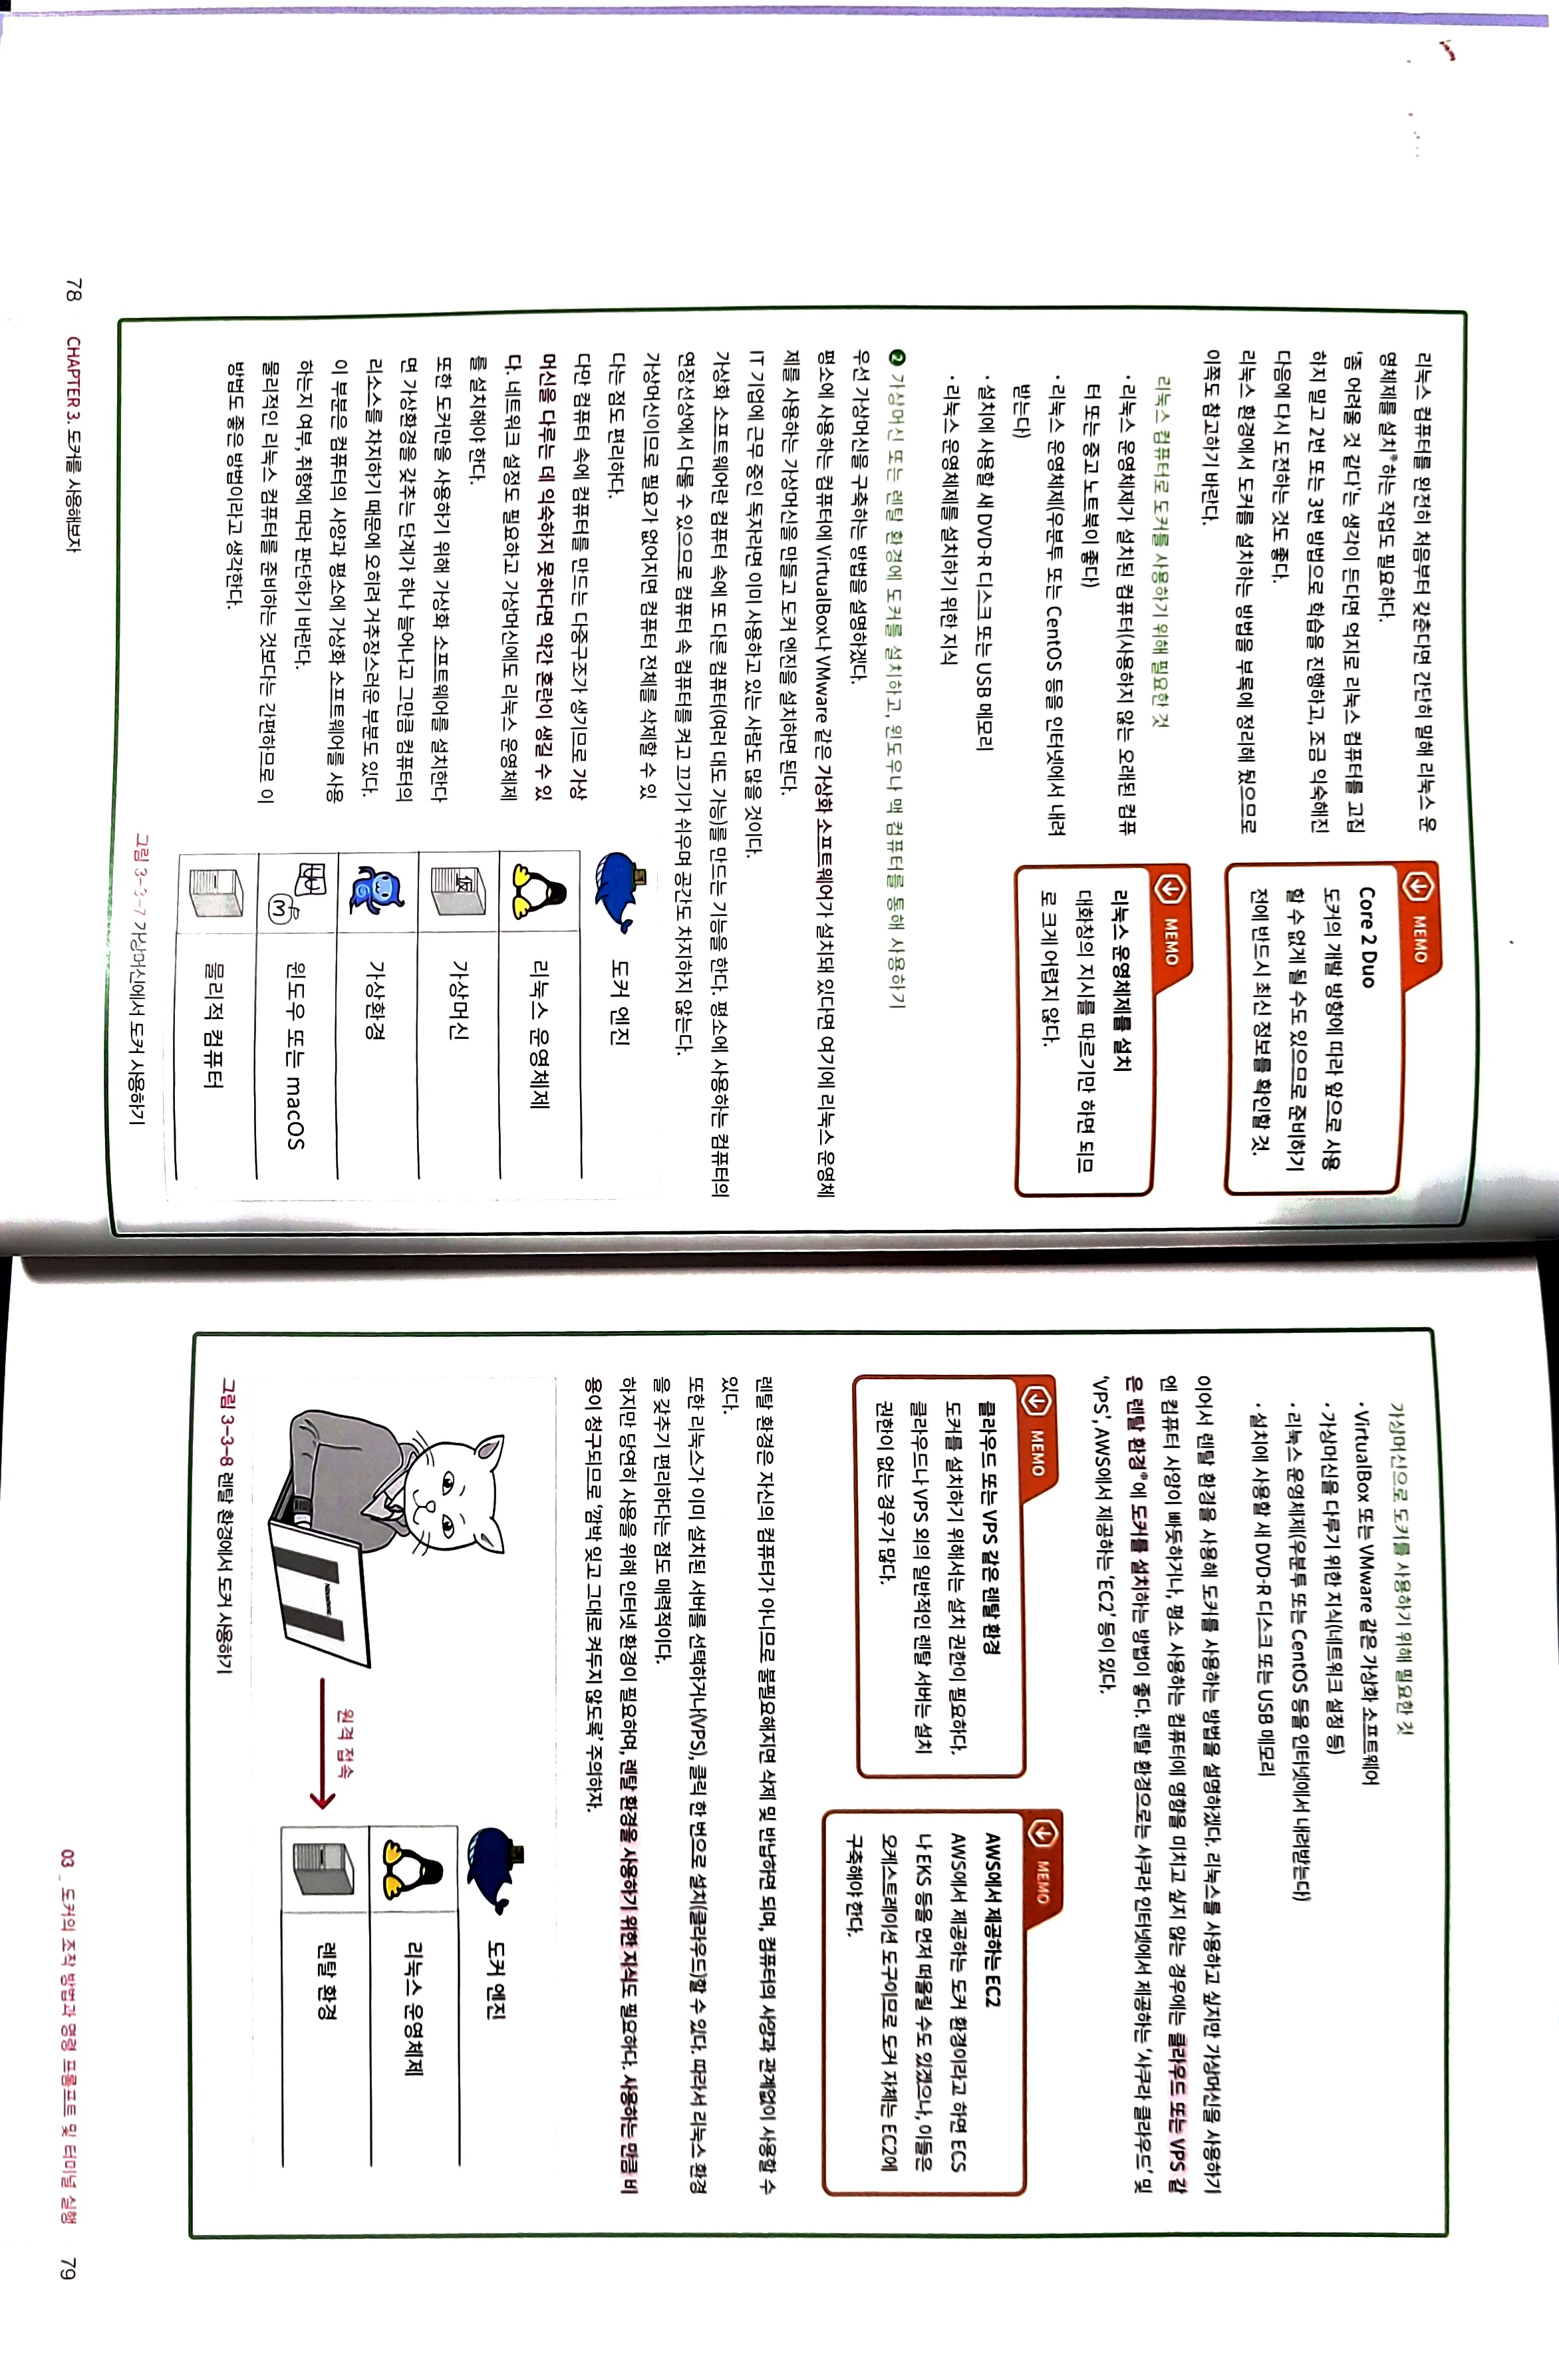 리눅스 컴퓨터를 완전히 처음부터 갖춘다면 간단히 말해 리눅스 운
영체제를 설치※하는 작업도 필요하다.
'좀 어려울 것 같다'는 생각이 든다면 억지로 리눅스 컴퓨터를 고집
하지 말고 2번 또는 3번 방법으로 학습을 진행하고, 조금 익숙해진
다음에 다시 도전하는 것도 좋다.
리눅스 환경에서 도커를 설치하는 방법을 부록에 정리해 뒀으므로
이쪽도 참고하기 바란다.
리눅스 컴퓨터로 도커를 사용하기 위해 필요한 것
· 리눅스 운영체제가 설치된 컴퓨터(사용하지 않는 오래된 컴퓨
터 또는 중고 노트북이 좋다)
· 리눅스 운영체제(우분투 또는 CentOS 등을 인터넷에서 내려
받는다)
· 설치에 사용할 새 DVD-R 디스크 또는 USB 메모리
· 리눅스 운영체제를 설치하기 위한 지식
MEMO
Core 2 Duo
도커의 개발 방향에 따라 앞으로 사용
할 수 없게 될 수도 있으므로 준비하기
전에 반드시 최신 정보를 확인할 것.
MEMO
리눅스 운영체제를 설치
대화창의 지시를 따르기만 하면 되므
로 크게 어렵지 않다.
❷ 가상머신 또는 렌탈 환경에 도커를 설치하고, 윈도우나 맥 컴퓨터를 통해 사용하기
우선 가상머신을 구축하는 방법을 설명하겠다.
평소에 사용하는 컴퓨터에 VirtualBox나 VMware 같은 가상화 소프트웨어가 설치돼 있다면 여기에 리눅스 운영체
제를 사용하는 가상머신을 만들고 도커 엔진을 설치하면 된다.
IT 기업에 근무 중인 독자라면 이미 사용하고 있는 사람도 많을 것이다.
가상화 소프트웨어란 컴퓨터 속에 또 다른 컴퓨터(여러 대도 가능)를 만드는 기능을 한다. 평소에 사용하는 컴퓨터의
연장선상에서 다룰 수 있으므로 컴퓨터 속 컴퓨터를 켜고 끄기가 쉬우며 공간도 차지하지 않는다.
가상머신이므로 필요가 없어지면 컴퓨터 전체를 삭제할 수 있
다는 점도 편리하다.
다만 컴퓨터 속에 컴퓨터를 만드는 다중구조가 생기므로 가상
머신을 다루는 데 익숙하지 못하다면 약간 혼란이 생길 수 있
다. 네트워크 설정도 필요하고 가상머신에도 리눅스 운영체제
를 설치해야 한다.
또한 도커만을 사용하기 위해 가상화 소프트웨어를 설치한다
면 가상환경을 갖추는 단계가 하나 늘어나고 그만큼 컴퓨터의
리소스를 차지하기 때문에 오히려 거추장스러운 부분도 있다.
이 부분은 컴퓨터의 사양과 평소에 가상화 소프트웨어를 사용
하는지 여부, 취향에 따라 판단하기 바란다.
물리적인 리눅스 컴퓨터를 준비하는 것보다는 간편하므로 이
방법도 좋은 방법이라고 생각한다.
도커 엔진
리눅스 운영체제
仮
가상머신
가상환경
M
윈도우 또는 macOS
물리적 컴퓨터
그림 3-3-7 가상머신에서 도커 사용하기
78 CHAPTER 3. 도커를 사용해보자
가상머신으로 도커를 사용하기 위해 필요한 것
· VirtualBox 또는 VMware 같은 가상화 소프트웨어
· 가상머신을 다루기 위한 지식(네트워크 설정 등)
· 리눅스 운영체제(우분투 또는 CentOS 등을 인터넷에서 내려받는다)
· 설치에 사용할 새 DVD-R 디스크 또는 USB 메모리
이어서 렌탈 환경을 사용해 도커를 사용하는 방법을 설명하겠다. 리눅스를 사용하고 싶지만 가상머신을 사용하기
엔 컴퓨터 사양이 빠듯하거나, 평소 사용하는 컴퓨터에 영향을 미치고 싶지 않는 경우에는 클라우드 또는 VPS 같
은 렌탈 환경※에 도커를 설치하는 방법이 좋다. 렌탈 환경으로는 사쿠라 인터넷에서 제공하는 '사쿠라 클라우드' 및
'VPS', AWS에서 제공하는 'EC2' 등이 있다.
MEMO
클라우드 또는 VPS 같은 렌탈 환경
도커를 설치하기 위해서는 설치 권한이 필요하다.
클라우드나 VPS 외의 일반적인 렌탈 서버는 설치
권한이 없는 경우가 많다.
MEMO
AWS에서 제공하는 EC2
AWS에서 제공하는 도커 환경이라고 하면 ECS
나 EKS 등을 먼저 떠올릴 수도 있겠으나, 이들은
오케스트레이션 도구이므로 도커 자체는 EC2에
구축해야 한다.
렌탈 환경은 자신의 컴퓨터가 아니므로 불필요해지면 삭제 및 반납하면 되며, 컴퓨터의 사양과 관계없이 사용할 수
있다.
또한 리눅스가 이미 설치된 서버를 선택하거나(VPS), 클릭 한 번으로 설치(클라우드)할 수 있다. 따라서 리눅스 환경
을 갖추기 편리하다는 점도 매력적이다.
하지만 당연히 사용을 위해 인터넷 환경이 필요하며, 렌탈 환경을 사용하기 위한 지식도 필요하다. 사용하는 만큼 비
용이 청구되므로 '깜박 잊고 그대로 켜두지 않도록' 주의하자.
원격 접속
도커 엔진
리눅스 운영체제
렌탈 환경
그림 3-3-8 렌탈 환경에서 도커 사용하기
03 _ 도커의 조작 방법과 명령 프롬프트 및 터미널 실행 79